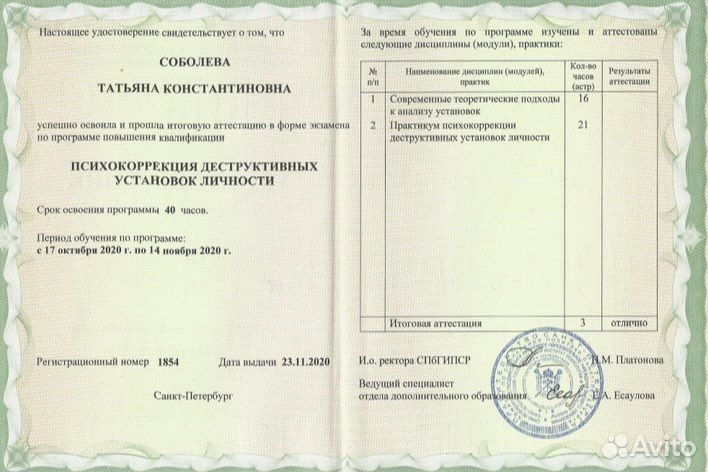 Настоящее удостоверение свидетельствует о том, что
СОБОЛЕВА
ТАТЬЯНА КОНСТАНТИНОВНА
успешно освоила и прошла итоговую аттестацию в форме экзамена
по программе повышения квалификации
ПСИХОКОРРЕКЦИЯ ДЕСТРУКТИВНЫХ
УСТАНОВОК ЛИЧНОСТИ
Срок освоения программы 40 часов.
Период обучения по программе:
с 17 октября 2020 г. по 14 ноября 2020 г.
Регистрационный номер 1854 Дата выдачи 23.11.2020
Санкт-Петербург
За время обучения по программе изучены и аттестованы
следующие дисциплины (модули), практики:
№ п/п Наименование дисциплин (модулей), практик Кол-во часов (астр) Результаты аттестации
1 Современные теоретические подходы 16
к анализу установок
2 Практикум психокоррекции 21
деструктивных установок личности
Итоговая аттестация 3 отлично
И.о. ректора СПбГИПСР Н.М. Платонова
Ведущий специалист
отдела дополнительного образования Е.А. Есаулова
Avito